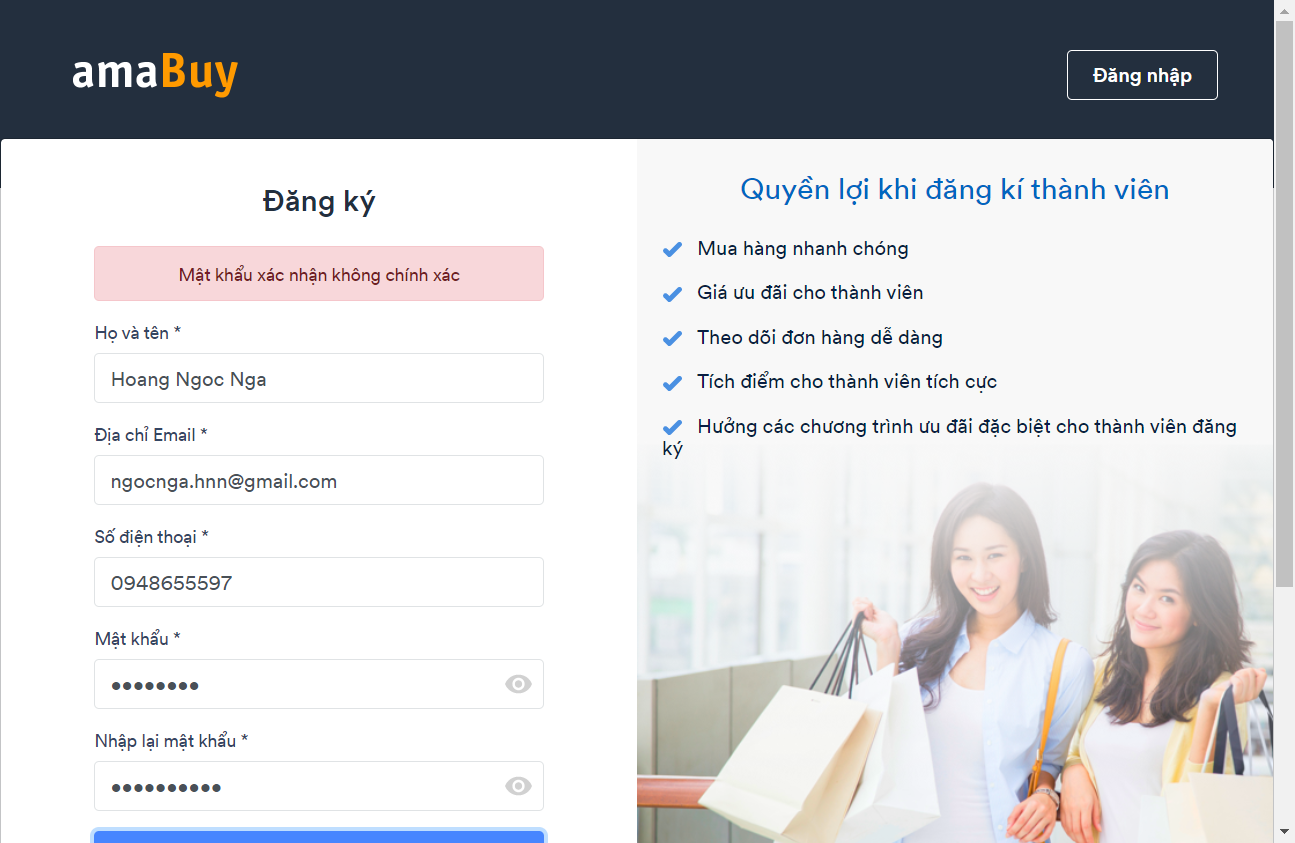 amaBuy
Đăng nhập
Đăng ký
Mật khẩu xác nhận không chính xác
Họ và tên *
Hoang Ngoc Nga
Địa chỉ Email *
ngocnga.hnn@gmail.com
Số điện thoại *
0948655597
Mật khẩu *
••••••••
Nhập lại mật khẩu *
••••••••••
Quyền lợi khi đăng kí thành viên
Mua hàng nhanh chóng
Giá ưu đãi cho thành viên
Theo dõi đơn hàng dễ dàng
Tích điểm cho thành viên tích cực
Hưởng các chương trình ưu đãi đặc biệt cho thành viên đăng
ký